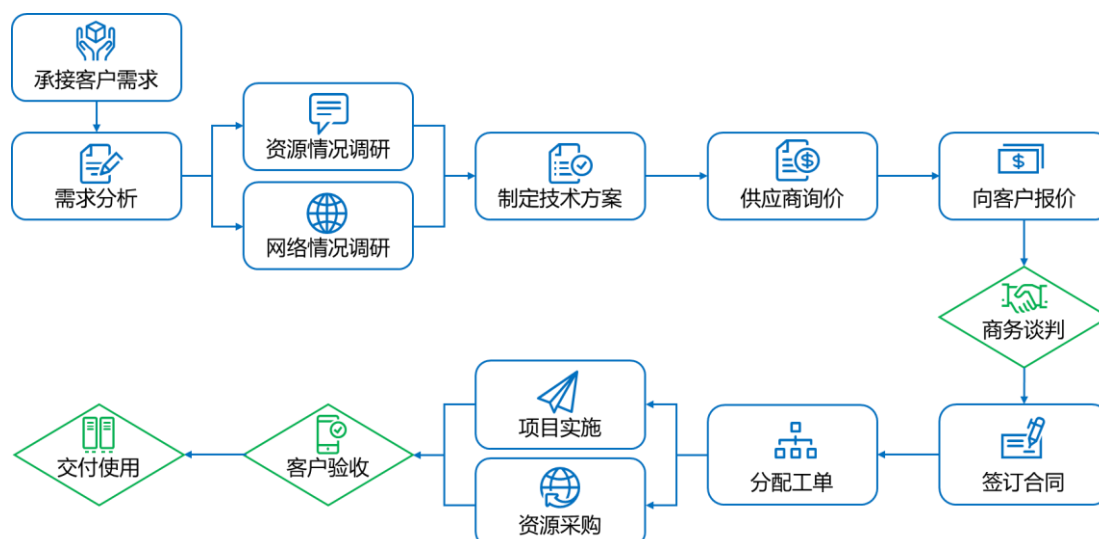 承接客户需求
需求分析
资源情况调研
网络情况调研
制定技术方案
供应商询价
向客户报价
商务谈判
签订合同
分配工单
项目实施
资源采购
客户验收
交付使用